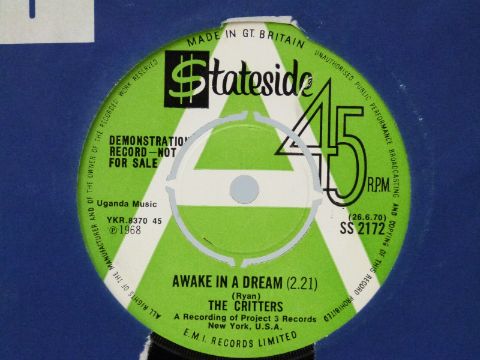 MADE IN GT. BRITAIN
ALL RIGHTS OF THE MANUFACTURER AND OF THE OWNER OF THE RECORDED WORK RESERVED
UNAUTHORISED PUBLIC PERFORMANCE BROADCASTING AND COPYING OF THIS RECORD PROHIBITED
$tateside
DEMONSTRATION
RECORD—NOT
FOR SALE
A
45
R.P.M.
Uganda Music
YKR.8370 45
℗1968
(26.6.70)
SS 2172
AWAKE IN A DREAM (2.21)
(Ryan)
THE CRITTERS
A Recording of Project 3 Records
New York, U.S.A.
E.M.I. RECORDS LIMITED